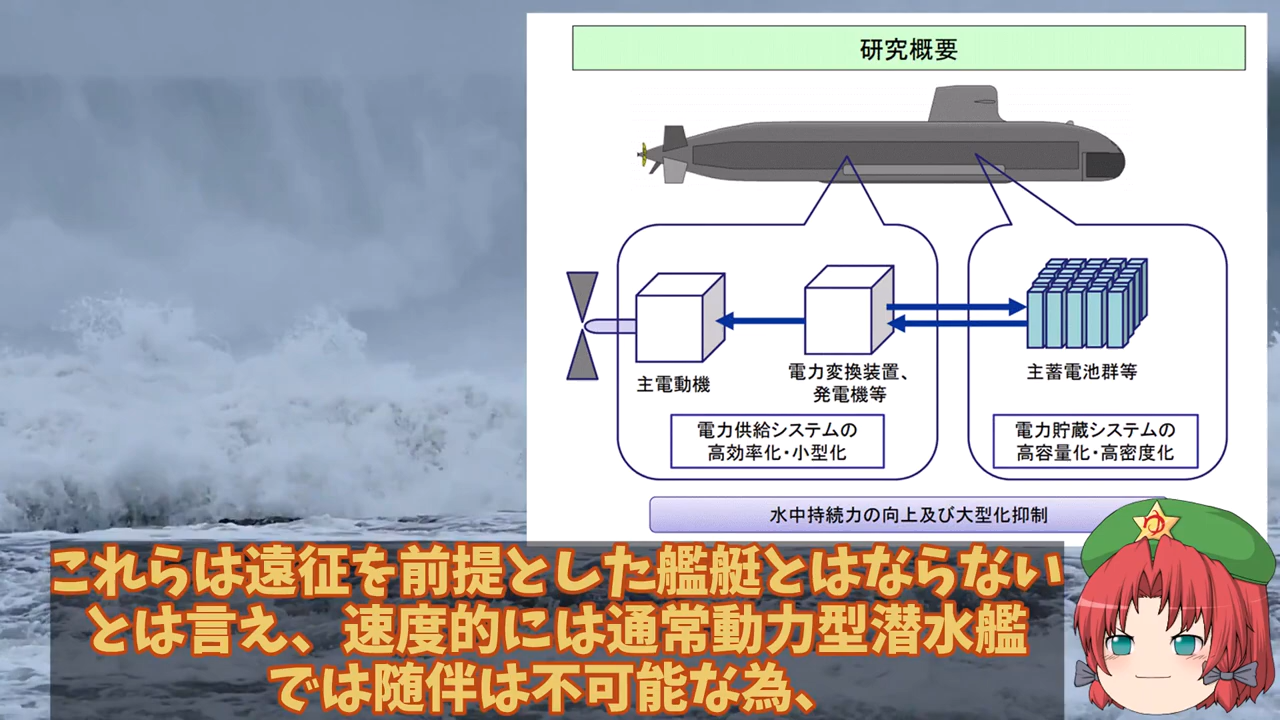 研究概要
主電動機
電力変換装置、
発電機等
主蓄電池群等
電力供給システムの
高効率化・小型化
電力貯蔵システムの
高容量化・高密度化
水中持続力の向上及び大型化抑制
これらは遠征を前提とした艦艇とはならない
とは言え、速度的には通常動力型潜水艦
では随伴は不可能な為、